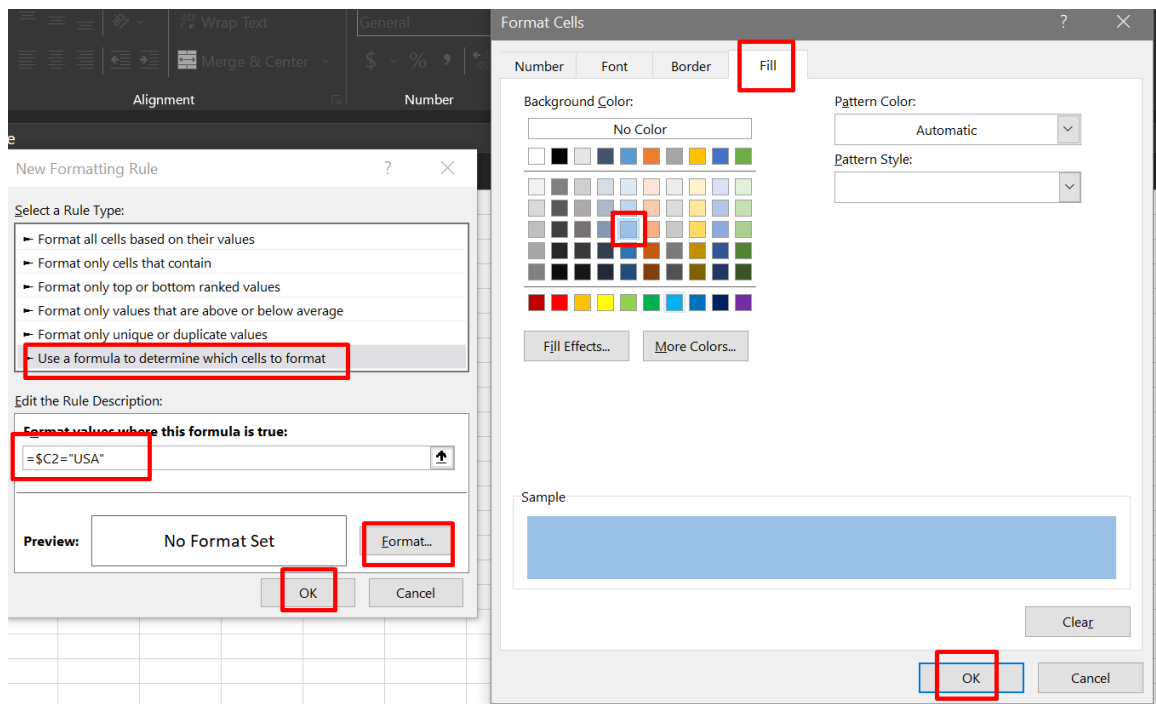 Wrap Text
General
Merge & Center
$ % 9
Alignment
Number
e
New Formatting Rule ?
Select a Rule Type:
► Format all cells based on their values
► Format only cells that contain
► Format only top or bottom ranked values
► Format only values that are above or below average
► Format only unique or duplicate values
Use a formula to determine which cells to format
Edit the Rule Description:
Format values where this formula is true:
=$C2="USA"
Preview:
No Format Set
Format...
OK
Cancel
Format Cells ?
Number
Font
Border
Fill
Background Color:
No Color
Fill Effects...
More Colors...
Pattern Color:
Automatic
Pattern Style:
Sample
Clear
OK
Cancel